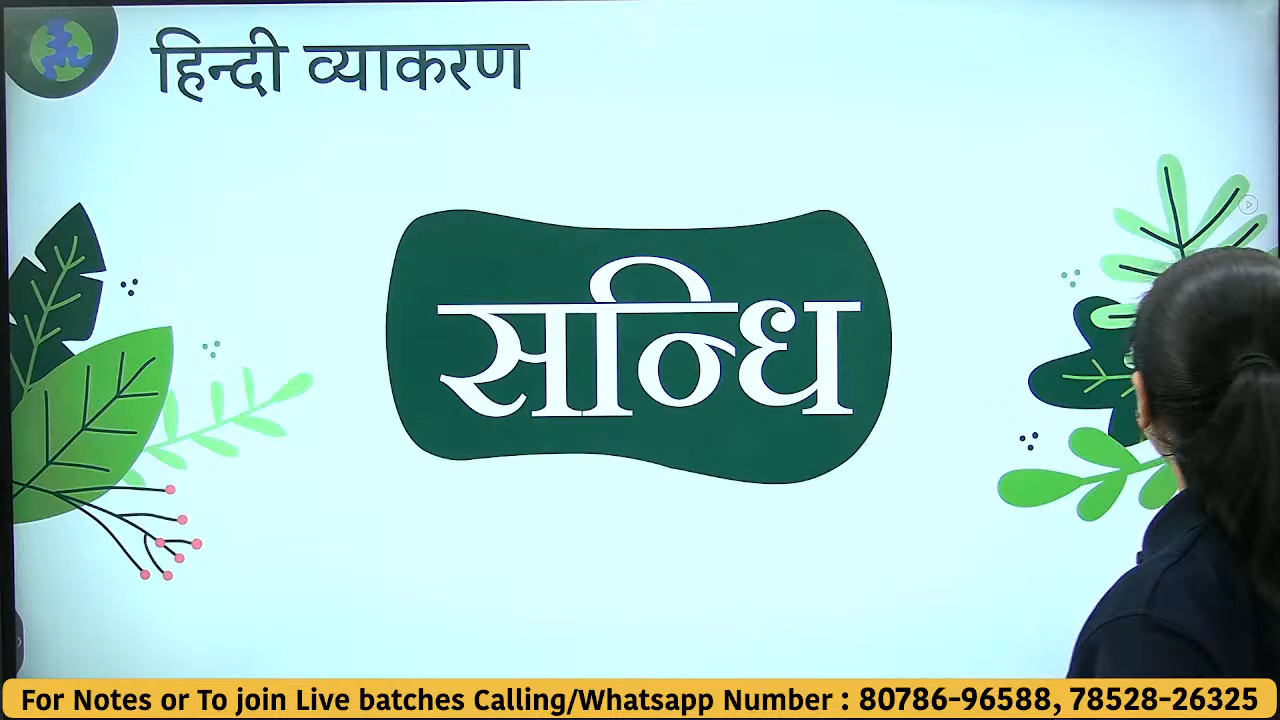 हिन्दी व्याकरण
सन्धि
For Notes or To join Live batches Calling/Whatsapp Number : 80786-96588, 78528-26325